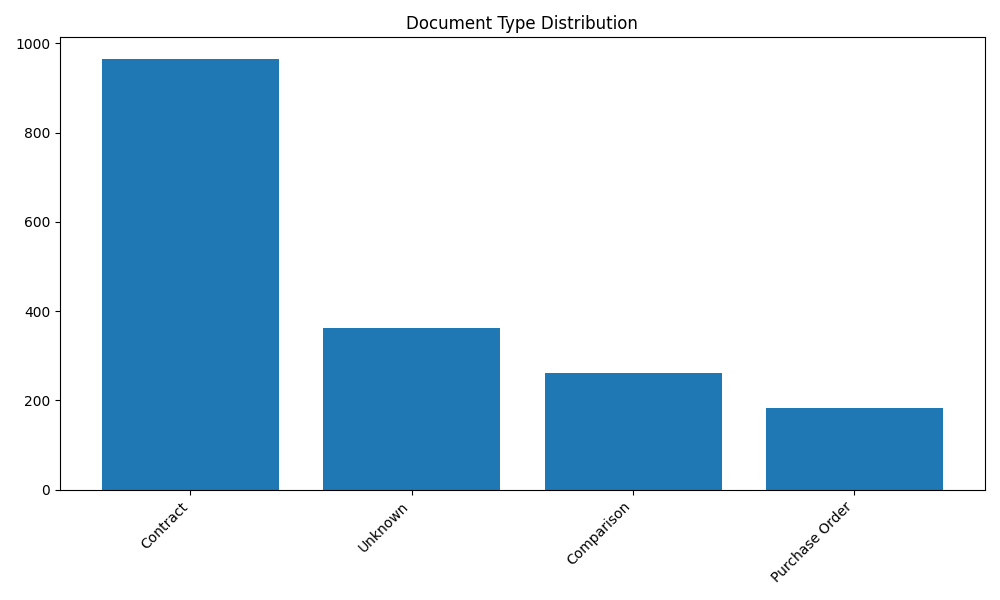 Document Type Distribution
1000
800
600
400
200
0
Contract
Unknown
Comparison
Purchase Order